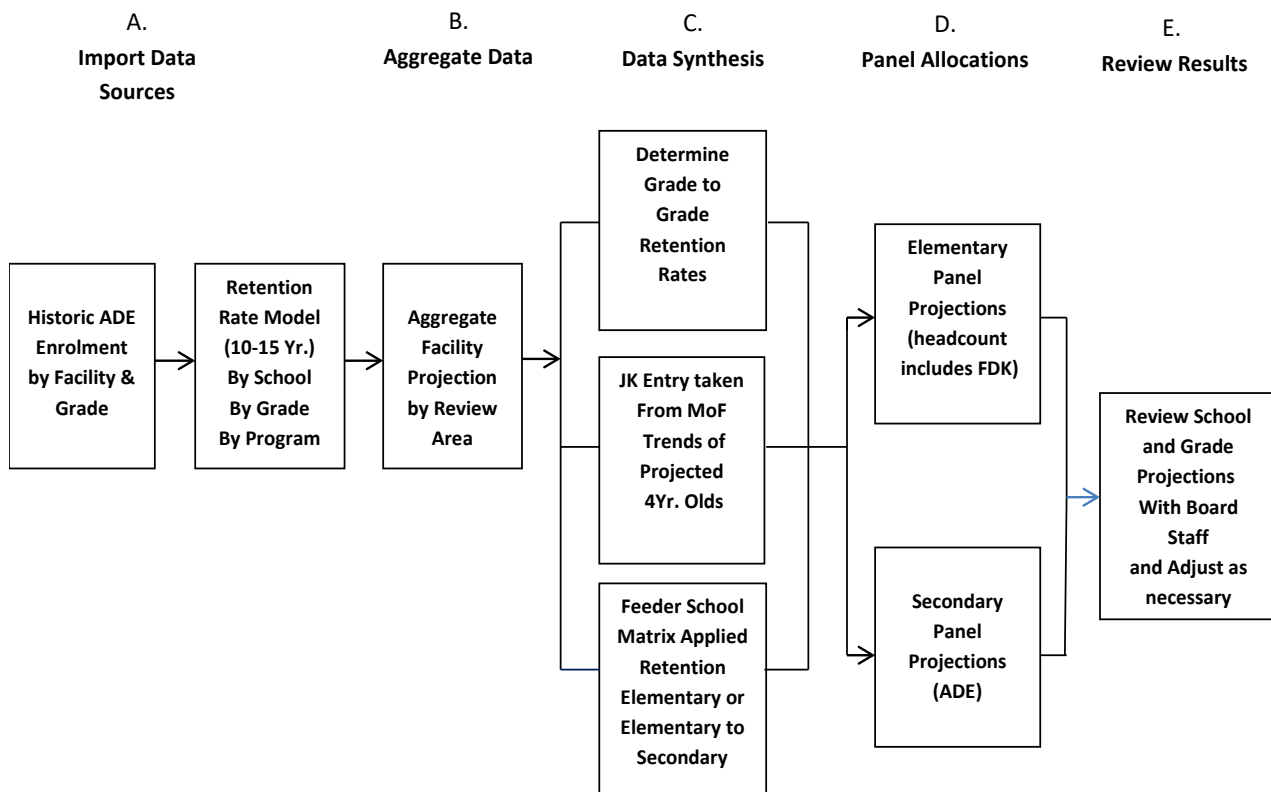 A.
Import Data
Sources
B.
Aggregate Data
C.
Data Synthesis
D.
Panel Allocations
E.
Review Results
Historic ADE
Enrolment
by Facility &
Grade
Retention
Rate Model
(10-15 Yr.)
By School
By Grade
By Program
Aggregate
Facility
Projection
by Review
Area
Determine
Grade to
Grade
Retention
Rates
JK Entry taken
From MoF
Trends of
Projected
4Yr. Olds
Feeder School
Matrix Applied
Retention
Elementary or
Elementary to
Secondary
Elementary
Panel
Projections
(headcount
includes FDK)
Secondary
Panel
Projections
(ADE)
Review School
and Grade
Projections
With Board
Staff
and Adjust as
necessary